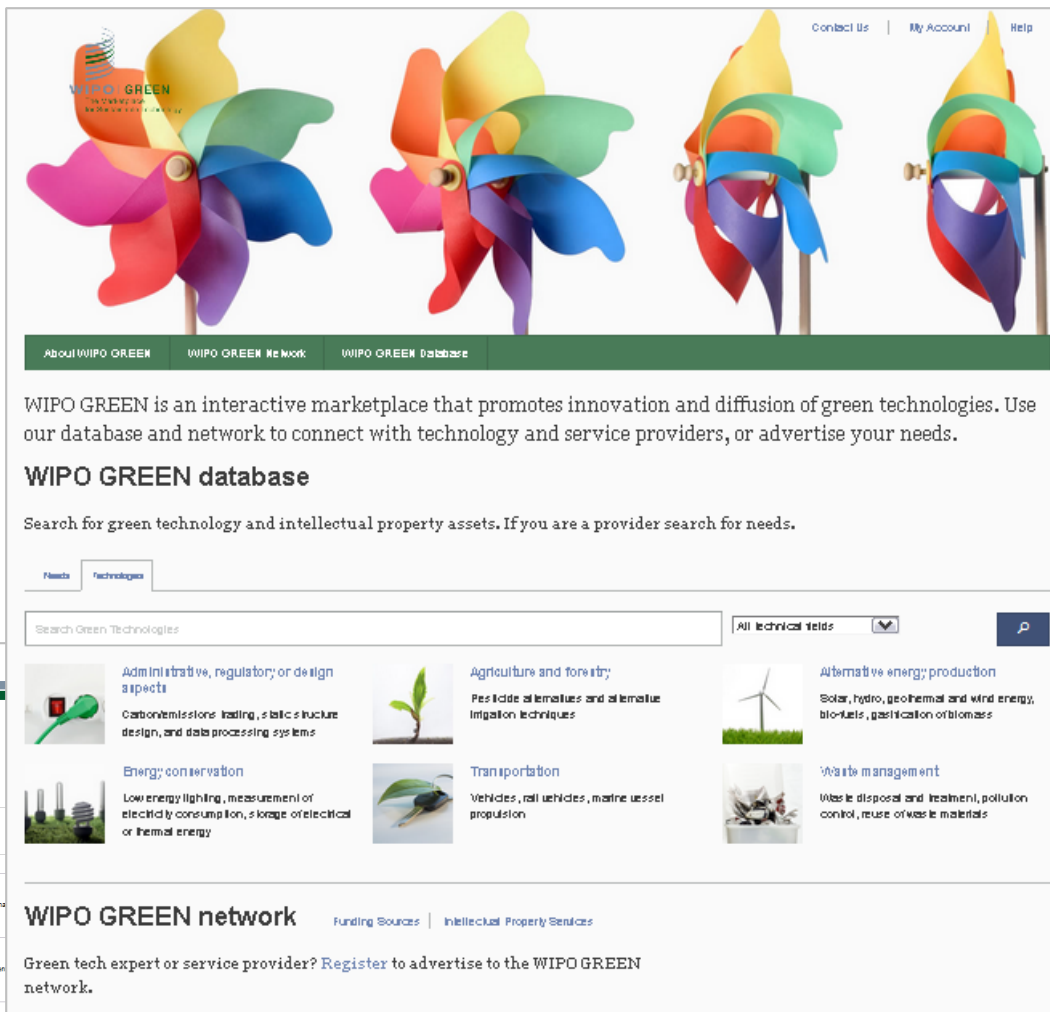 Contact Us | My Account | Help
WIPO | GREEN
The Marketplace
About WIPO GREEN
WIPO GREEN Network
WIPO GREEN Database
WIPO GREEN is an interactive marketplace that promotes innovation and diffusion of green technologies. Use
our database and network to connect with technology and service providers, or advertise your needs.
WIPO GREEN database
Search for green technology and intellectual property assets. If you are a provider search for needs.
Needs
Technologies
Search Green Technologies
All technical fields
Administrative, regulatory or design
aspects
Carbon/emissions trading, static structure
design, and data processing systems
Agriculture and forestry
Pesticide alternatives and alternative
irrigation techniques
Alternative energy production
Solar, hydro, geothermal and wind energy,
bio-fuels, gasification of biomass
Energy conservation
Low energy lighting, measurement of
electricity consumption, storage of electrical
or thermal energy
Transportation
Vehicles, rail vehicles, marine vessel
propulsion
Waste management
Waste disposal and treatment, pollution
control, reuse of waste materials
WIPO GREEN network
Funding Sources | Intellectual Property Services
Green tech expert or service provider? Register to advertise to the WIPO GREEN
network.